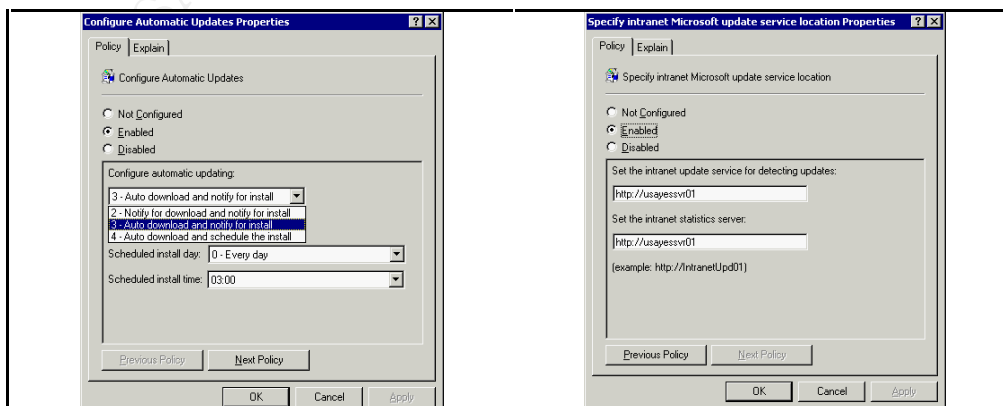 Configure Automatic Updates Properties
Policy
Explain
Configure Automatic Updates
Not Configured
Enabled
Disabled
Configure automatic updating:
3 - Auto download and notify for install
2 - Notify for download and notify for install
3 - Auto download and notify for install
4 - Auto download and schedule the install
Scheduled install day:
0 - Every day
Scheduled install time:
03:00
Previous Policy
Next Policy
OK
Cancel
Apply
Specify intranet Microsoft update service location Properties
Policy
Explain
Specify intranet Microsoft update service location
Not Configured
Enabled
Disabled
Set the intranet update service for detecting updates:
http://usayessvr01
Set the intranet statistics server:
http://usayessvr01
(example: http://IntranetUpd01)
Previous Policy
Next Policy
OK
Cancel
Apply